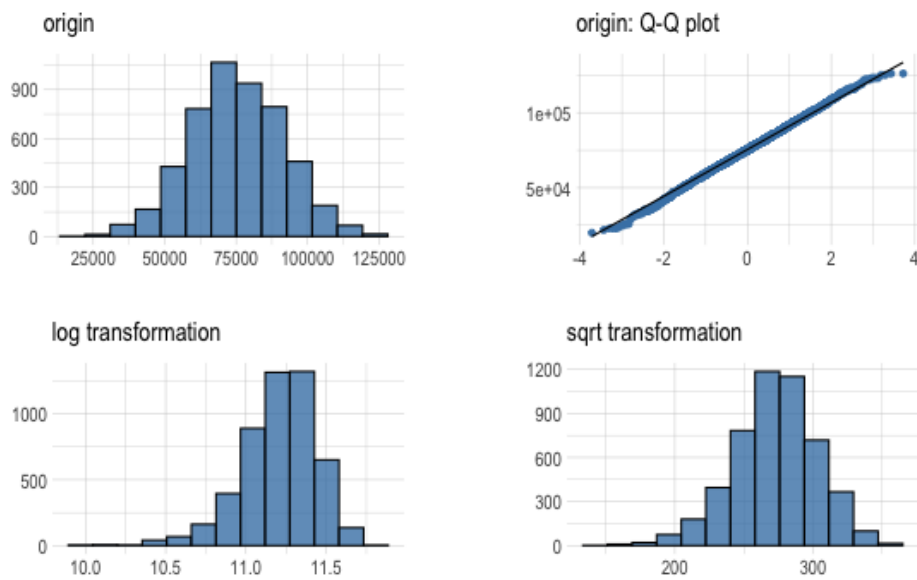 origin
900
600
300
0
25000 50000 75000 100000 125000
origin: Q-Q plot
1e+05
5e+04
-4 -2 0 2 4
log transformation
1000
500
0
10.0 10.5 11.0 11.5
sqrt transformation
1200
900
600
300
0
200 300